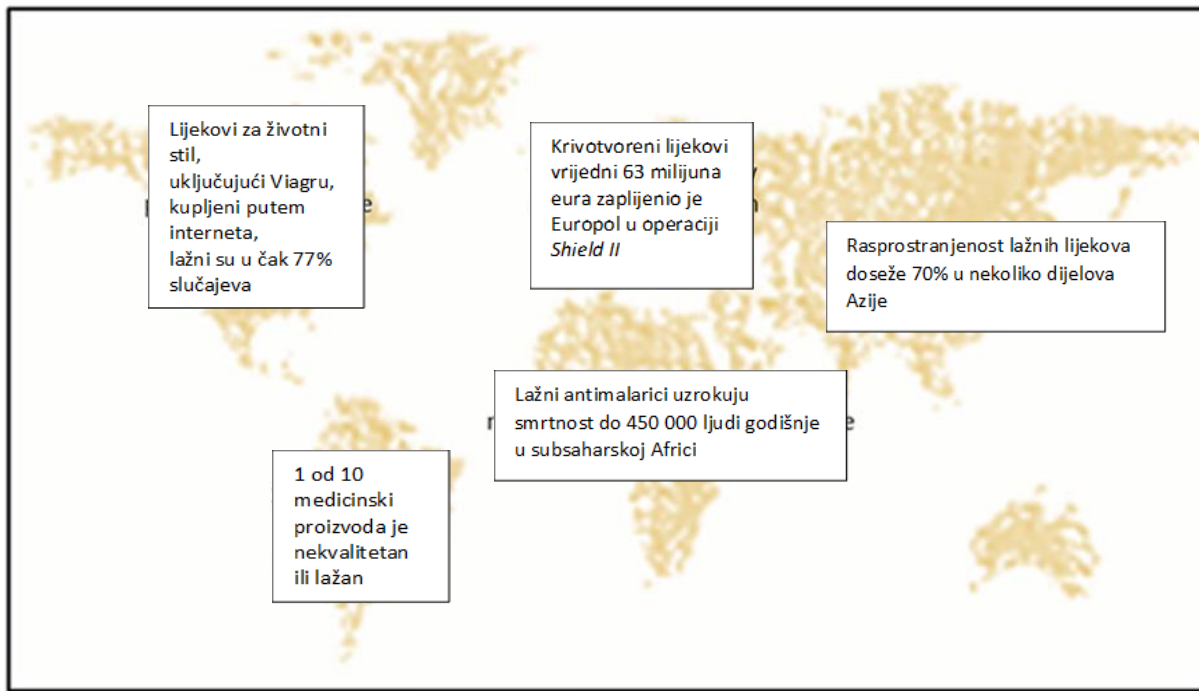 Lijekovi za životni
stil,
uključujući Viagru,
kupljeni putem
interneta,
lažni su u čak 77%
slučajeva
Krivotvoreni lijekovi
vrijedni 63 milijuna
eura zaplijenio je
Europol u operaciji
Shield II
Rasprostranjenost lažnih lijekova
doseže 70% u nekoliko dijelova
Azije
Lažni antimalarici uzrokuju
smrtnost do 450 000 ljudi godišnje
u subsaharskoj Africi
1 od 10
medicinski
proizvoda je
nekvalitetan
ili lažan